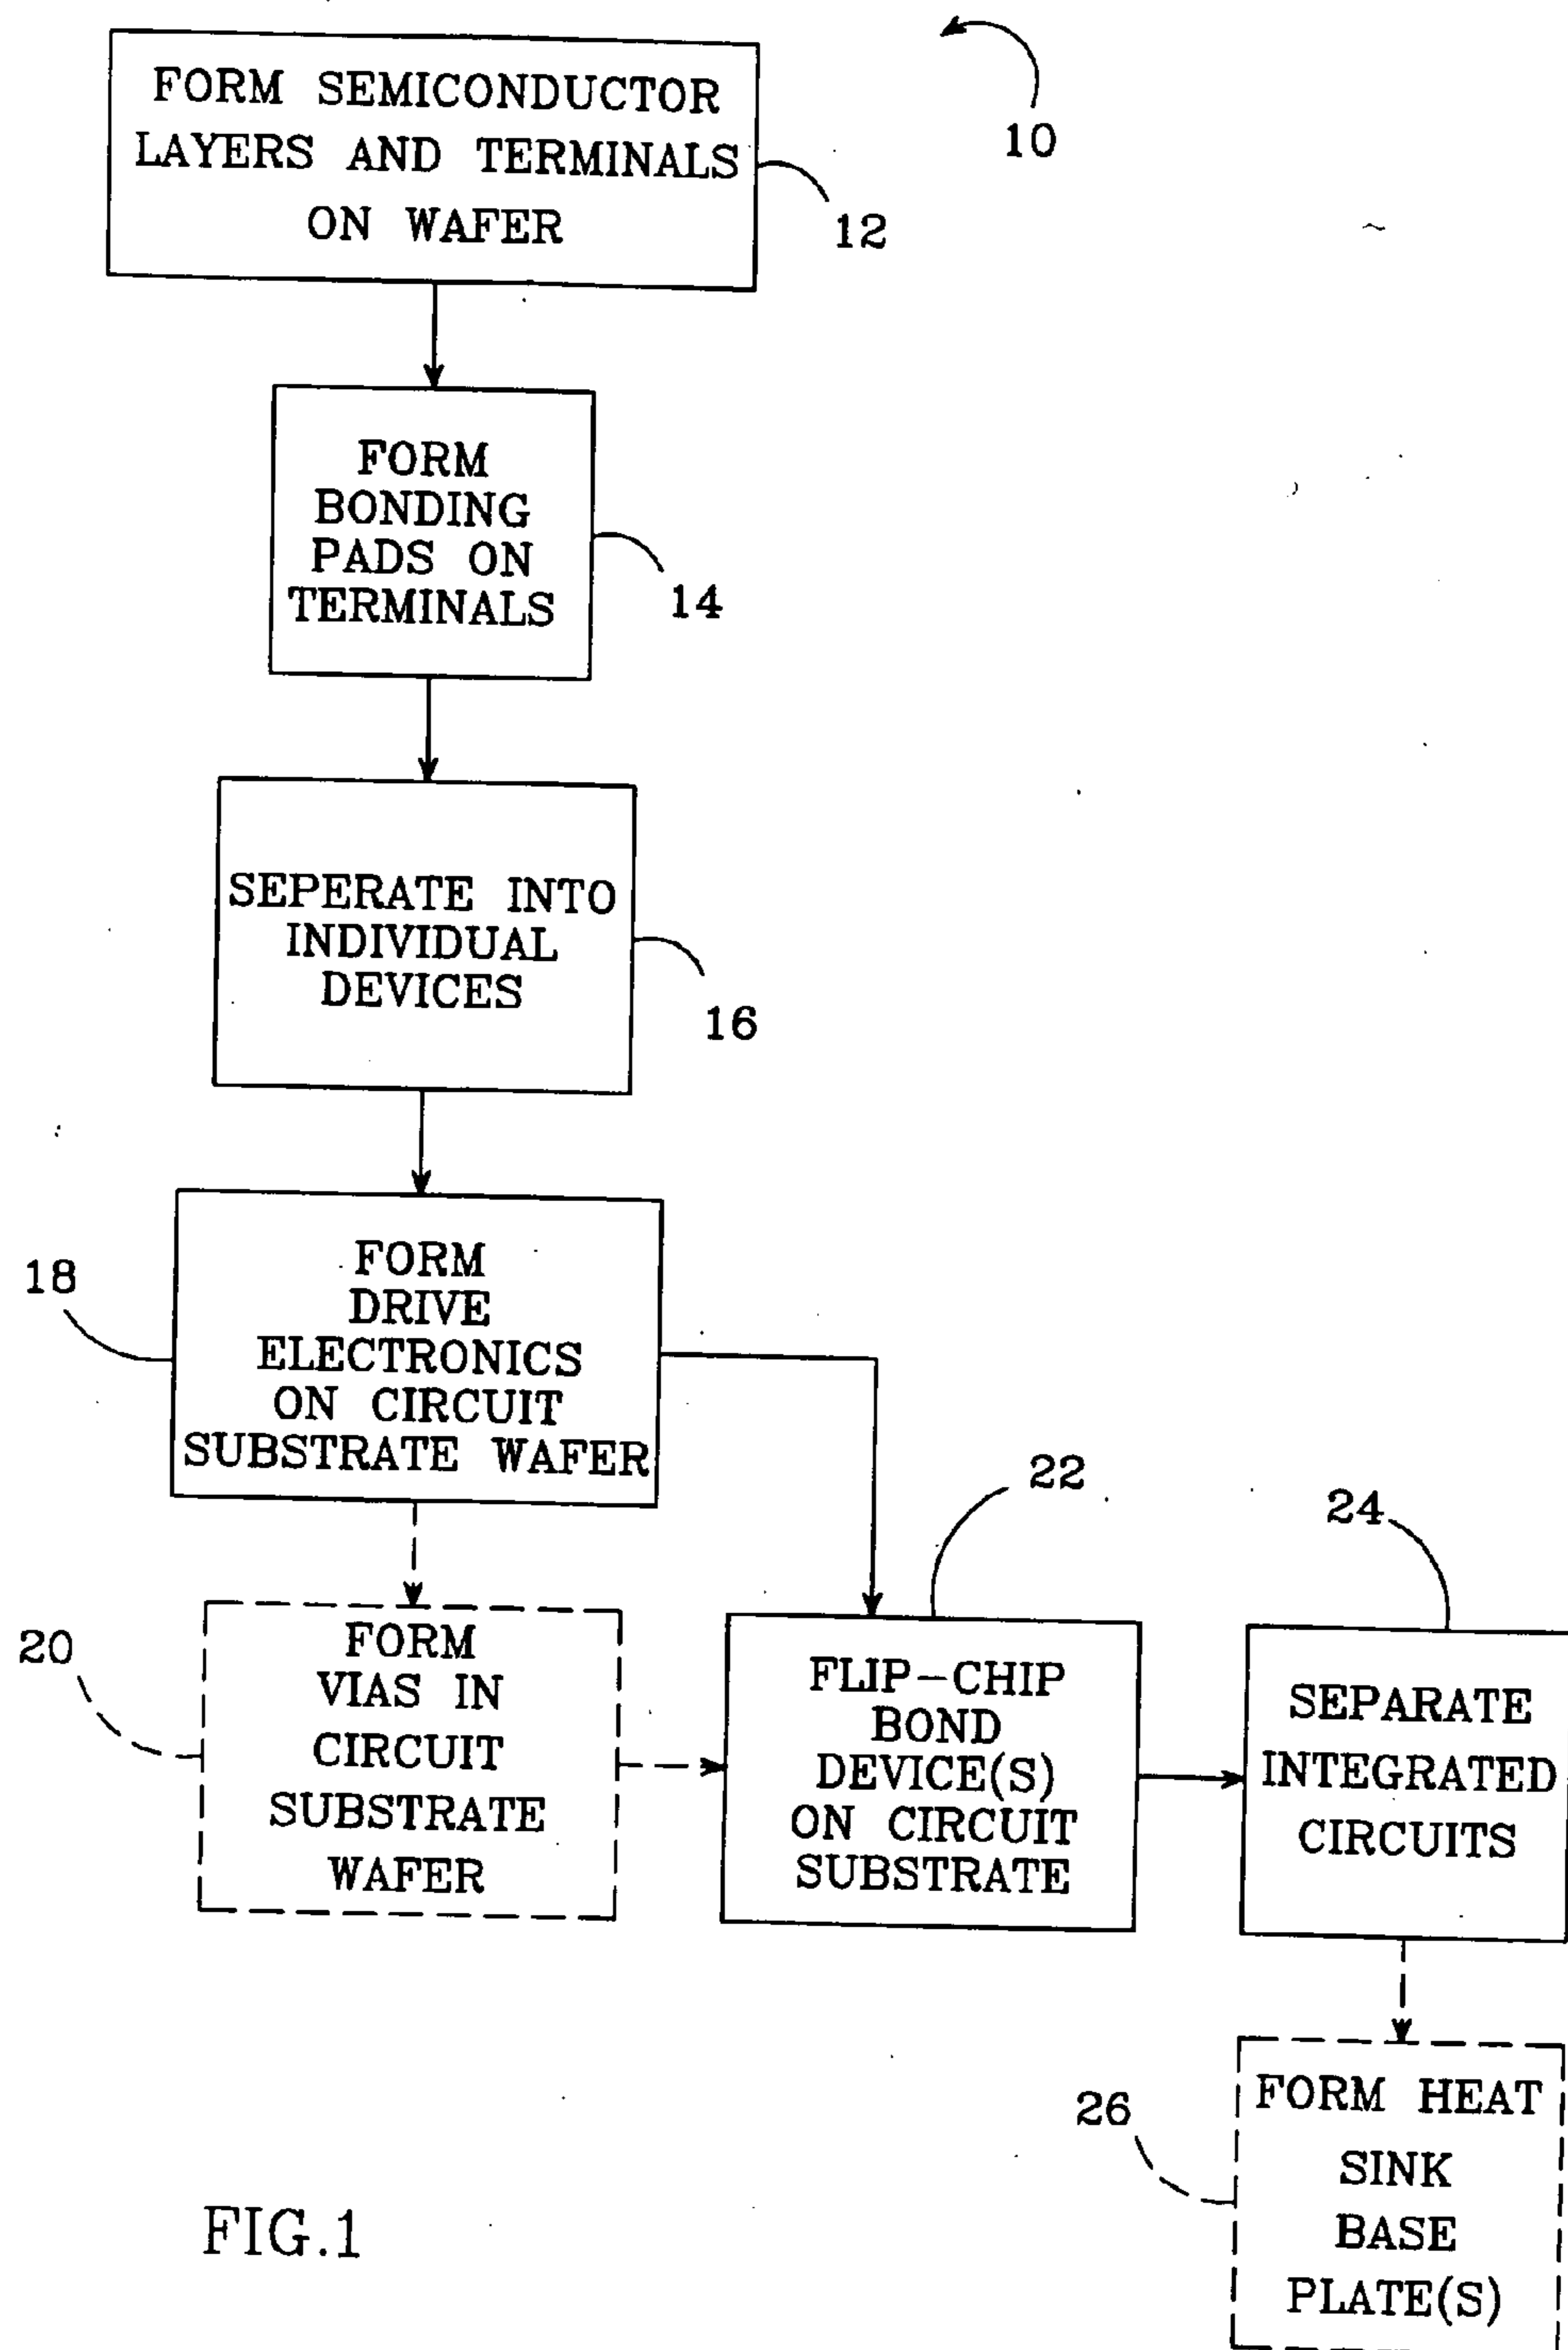 10
FORM SEMICONDUCTOR
LAYERS AND TERMINALS
ON WAFER
12
FORM
BONDING
PADS ON
TERMINALS
14
SEPERATE INTO
INDIVIDUAL
DEVICES
16
18
FORM
DRIVE
ELECTRONICS
ON CIRCUIT
SUBSTRATE WAFER
20
FORM
VIAS IN
CIRCUIT
SUBSTRATE
WAFER
22
FLIP-CHIP
BOND
DEVICE(S)
ON CIRCUIT
SUBSTRATE
24
SEPARATE
INTEGRATED
CIRCUITS
26
FORM HEAT
SINK
BASE
PLATE(S)
FIG.1